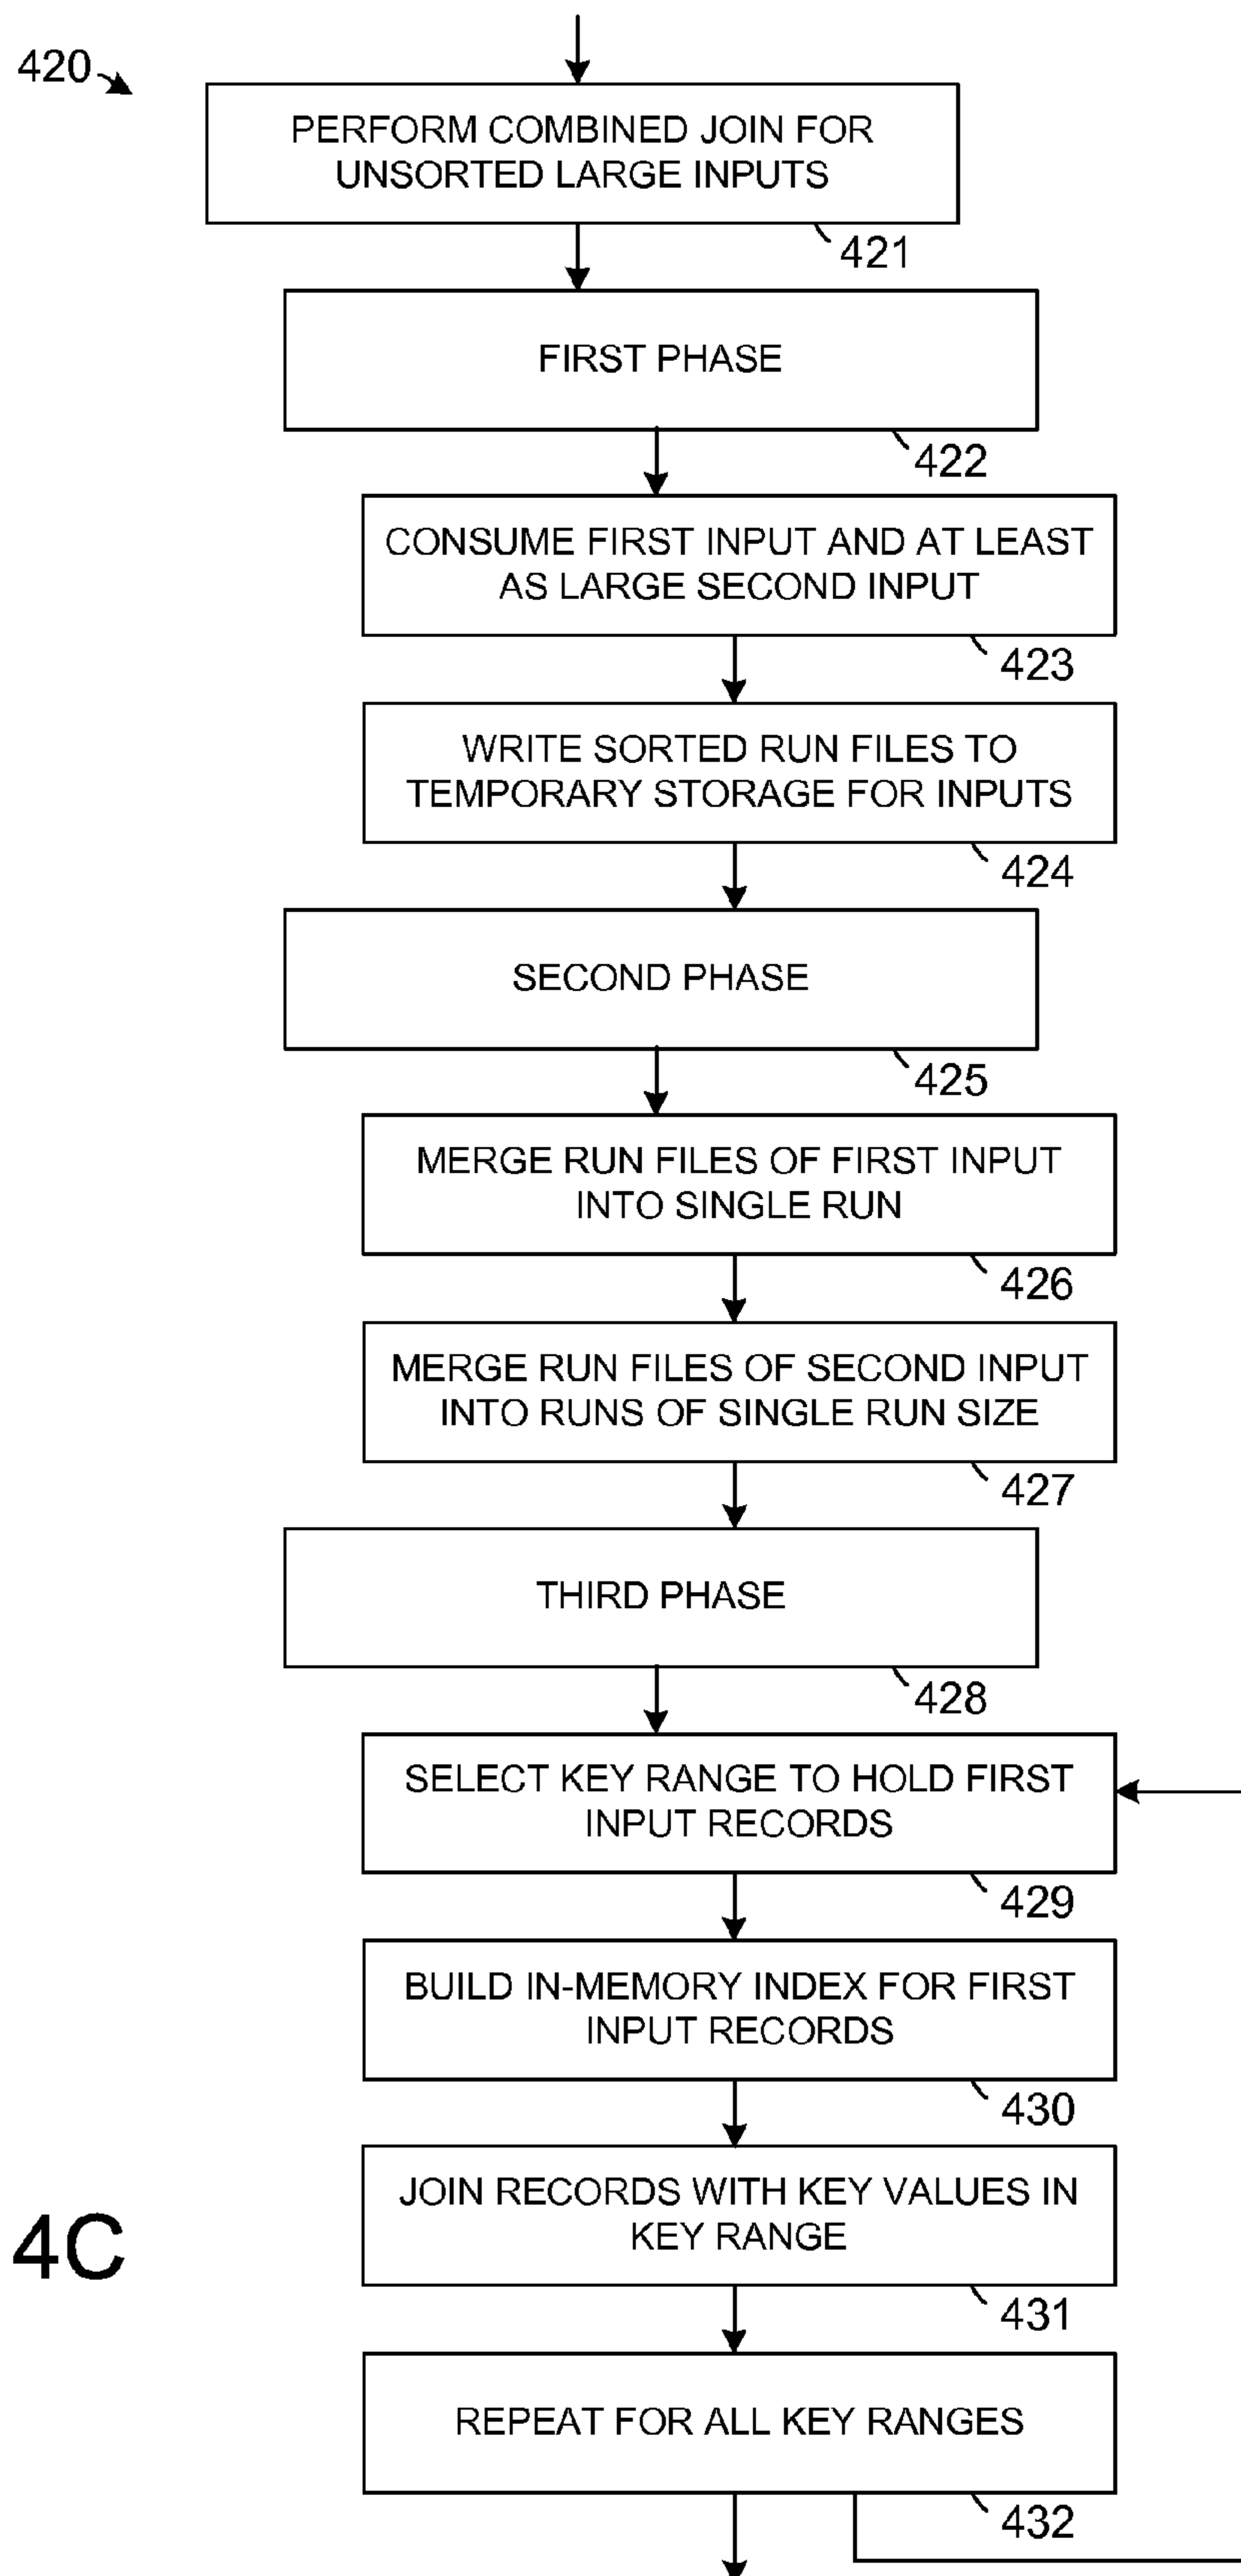 420
PERFORM COMBINED JOIN FOR
UNSORTED LARGE INPUTS
421
FIRST PHASE
422
CONSUME FIRST INPUT AND AT LEAST
AS LARGE SECOND INPUT
423
WRITE SORTED RUN FILES TO
TEMPORARY STORAGE FOR INPUTS
424
SECOND PHASE
425
MERGE RUN FILES OF FIRST INPUT
INTO SINGLE RUN
426
MERGE RUN FILES OF SECOND INPUT
INTO RUNS OF SINGLE RUN SIZE
427
THIRD PHASE
428
SELECT KEY RANGE TO HOLD FIRST
INPUT RECORDS
429
BUILD IN-MEMORY INDEX FOR FIRST
INPUT RECORDS
430
JOIN RECORDS WITH KEY VALUES IN
KEY RANGE
431
4C
REPEAT FOR ALL KEY RANGES
432